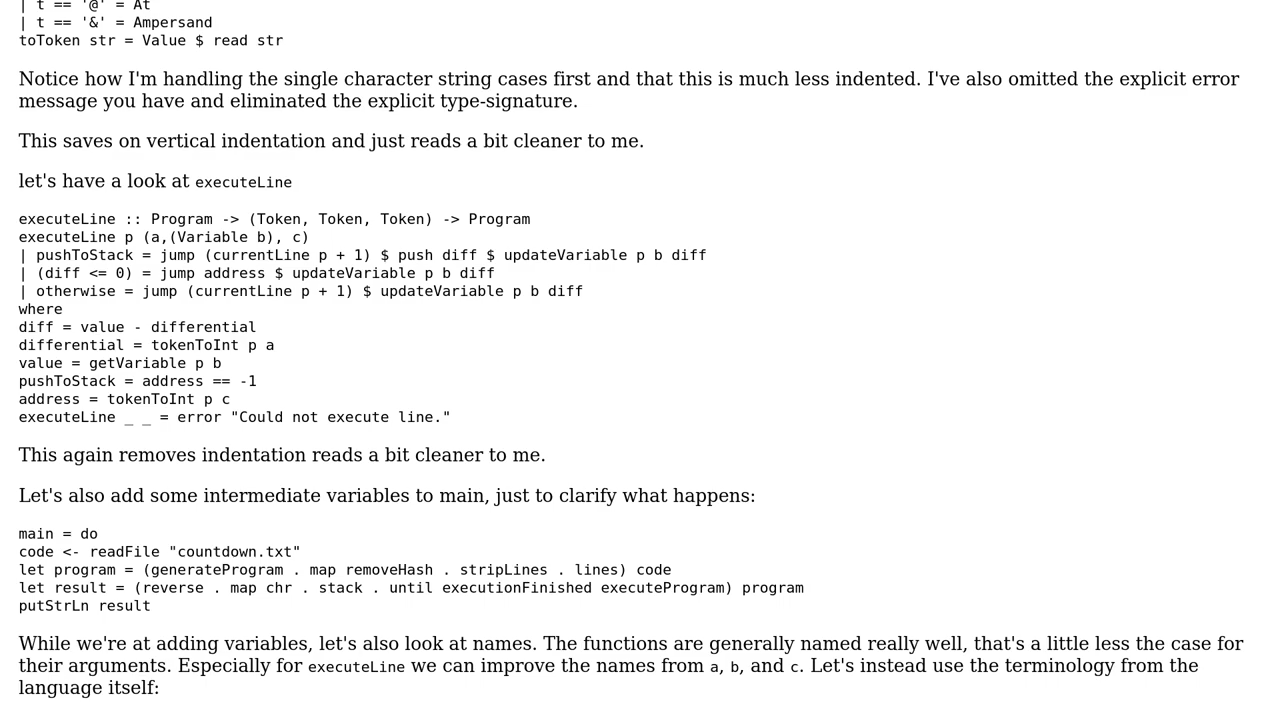 | t == '@' = At
| t == '&' = Ampersand
toToken str = Value $ read str
Notice how I'm handling the single character string cases first and that this is much less indented. I've also omitted the explicit error
message you have and eliminated the explicit type-signature.
This saves on vertical indentation and just reads a bit cleaner to me.
let's have a look at executeLine
executeLine :: Program -> (Token, Token, Token) -> Program
executeLine p (a,(Variable b), c)
| pushToStack = jump (currentLine p + 1) $ push diff $ updateVariable p b diff
| (diff <= 0) = jump address $ updateVariable p b diff
| otherwise = jump (currentLine p + 1) $ updateVariable p b diff
where
diff = value - differential
differential = tokenToInt p a
value = getVariable p b
pushToStack = address == -1
address = tokenToInt p c
executeLine _ _ = error "Could not execute line."
This again removes indentation reads a bit cleaner to me.
Let's also add some intermediate variables to main, just to clarify what happens:
main = do
code <- readFile "countdown.txt"
let program = (generateProgram . map removeHash . stripLines . lines) code
let result = (reverse . map chr . stack . until executionFinished executeProgram) program
putStrLn result
While we're at adding variables, let's also look at names. The functions are generally named really well, that's a little less the case for
their arguments. Especially for executeLine we can improve the names from a, b, and c. Let's instead use the terminology from the
language itself: